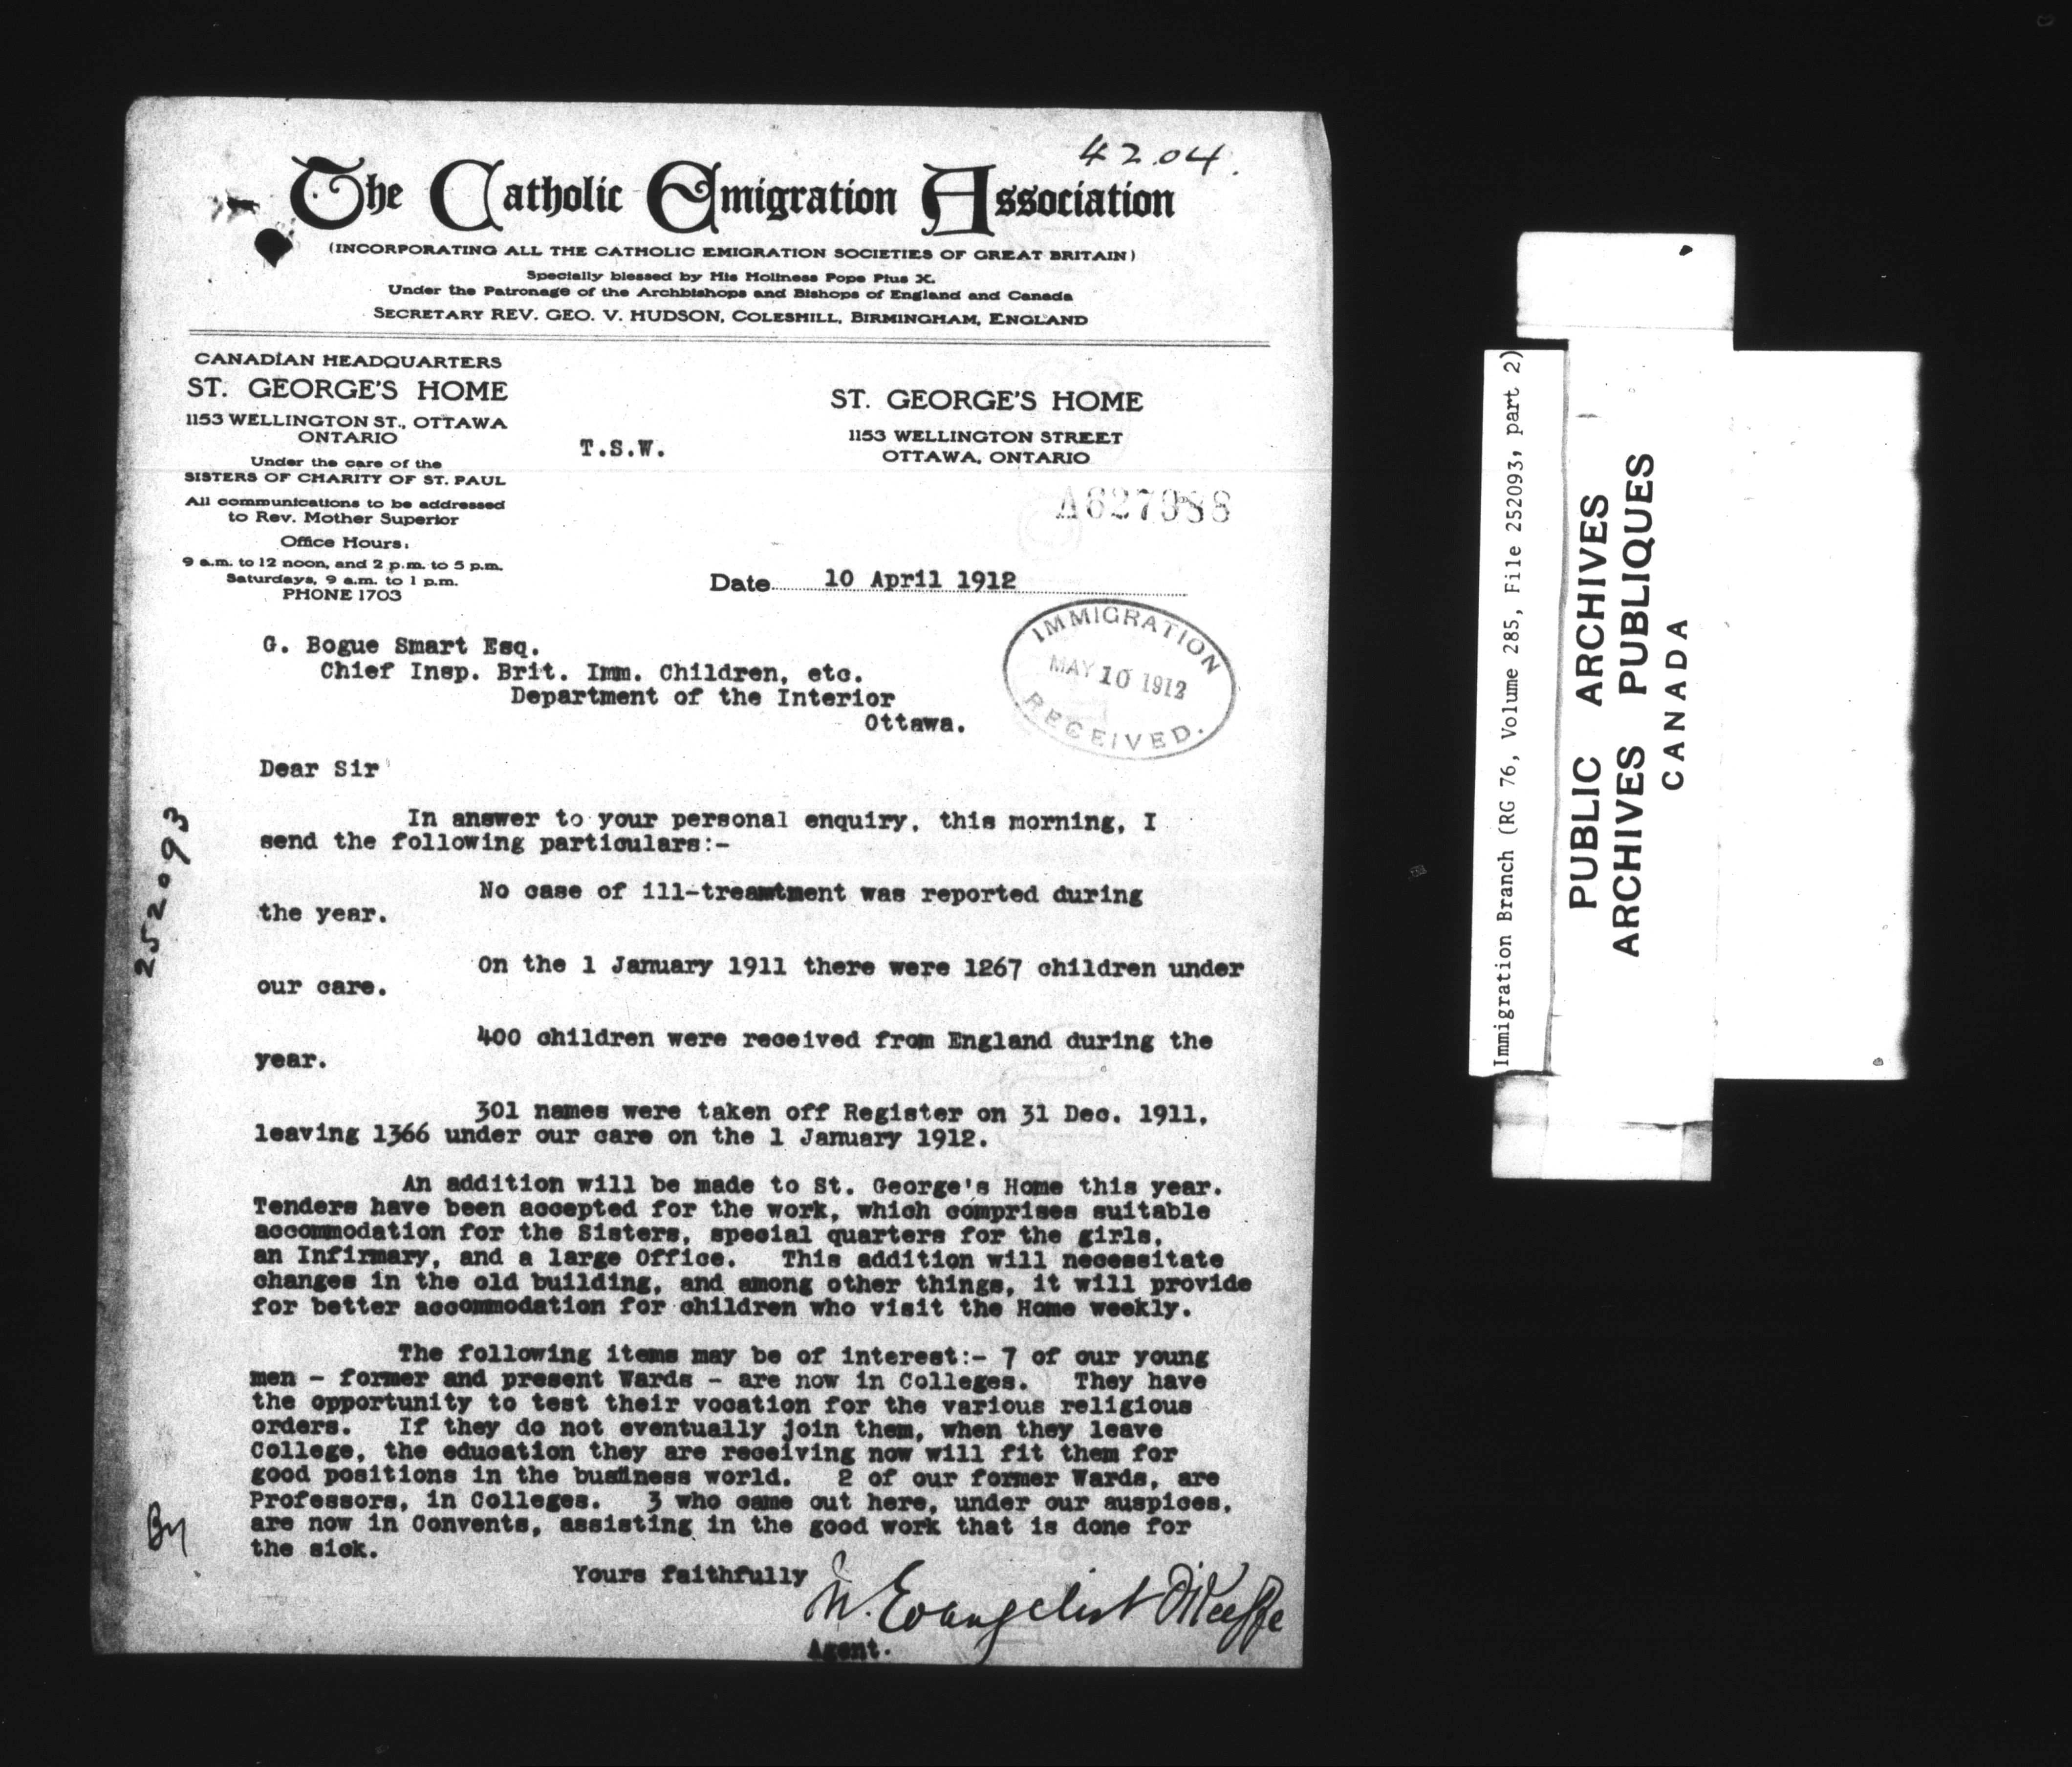 42.04.
The Catholic Emigration Association
(INCORPORATING ALL THE CATHOLIC EMIGRATION SOCIETIES OF GREAT BRITAIN)
Specially blessed by His Holiness Pope Pius X.
Under the Patronage of the Archbishops and Bishops of England and Canada
SECRETARY REV. GEO. V. HUDSON, COLESHILL, BIRMINGHAM, ENGLAND
CANADIAN HEADQUARTERS
ST. GEORGE'S HOME
1153 WELLINGTON ST., OTTAWA
ONTARIO
Under the care of the
SISTERS OF CHARITY OF ST. PAUL
All communications to be addressed
to Rev. Mother Superior
Office Hours:
9 a.m. to 12 noon, and 2 p.m. to 5 p.m.
Saturdays, 9 a.m. to 1 p.m.
PHONE 1703
T.S.W.
ST. GEORGE'S HOME
1153 WELLINGTON STREET
OTTAWA, ONTARIO
A627988
Date 10 April 1912
IMMIGRATION
MAY 10 1912
RECEIVED.
G. Bogue Smart Esq.
Chief Insp. Brit. Imm. Children, etc.
Department of the Interior
Ottawa.
Dear Sir
In answer to your personal enquiry, this morning, I
send the following particulars:-
No case of ill-treamtment was reported during
the year.
On the 1 January 1911 there were 1267 children under
our care.
400 children were received from England during the
year.
301 names were taken off Register on 31 Dec. 1911,
leaving 1366 under our care on the 1 January 1912.
An addition will be made to St. George's Home this year.
Tenders have been accepted for the work, which comprises suitable
accommodation for the Sisters, special quarters for the girls,
an Infirmary, and a large Office. This addition will necessitate
changes in the old building, and among other things, it will provide
for better accommodation for children who visit the Home weekly.
The following items may be of interest:- 7 of our young
men - former and present Wards - are now in Colleges. They have
the opportunity to test their vocation for the various religious
orders. If they do not eventually join them, when they leave
College, the education they are receiving now will fit them for
good positions in the business world. 2 of our former Wards, are
Professors, in Colleges. 3 who came out here, under our auspices,
are now in Convents, assisting in the good work that is done for
the sick.
Yours faithfully
M. Evangelist O'Keeffe
Agent.
252093
Immigration Branch (RG 76, Volume 285, File 252093, part 2)
PUBLIC ARCHIVES
ARCHIVES PUBLIQUES
CANADA